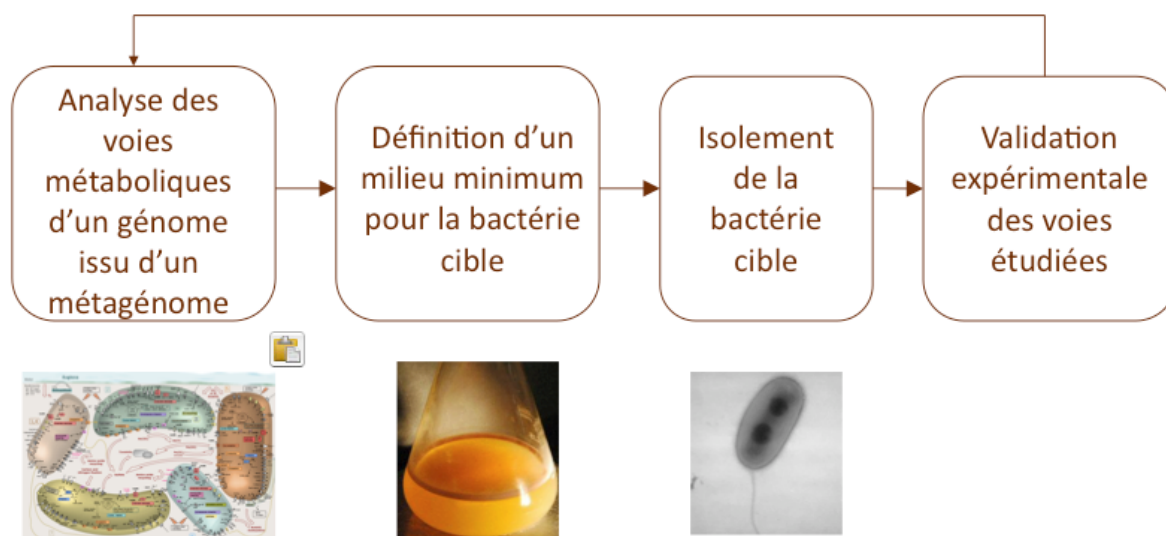 Analyse des
voies
métaboliques
d'un génome
issu d'un
métagénome
Définition d'un
milieu minimum
pour la bactérie
cible
Isolement
de la
bactérie
cible
Validation
expérimentale
des voies
étudiées